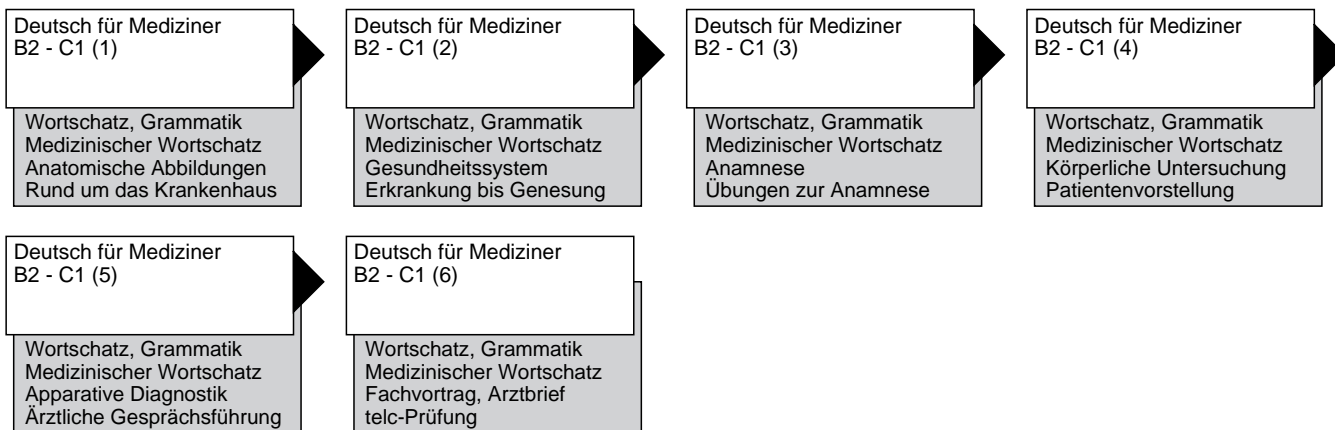 Deutsch für Mediziner
B2 - C1 (1)
Wortschatz, Grammatik
Medizinischer Wortschatz
Anatomische Abbildungen
Rund um das Krankenhaus
Deutsch für Mediziner
B2 - C1 (2)
Wortschatz, Grammatik
Medizinischer Wortschatz
Gesundheitssystem
Erkrankung bis Genesung
Deutsch für Mediziner
B2 - C1 (3)
Wortschatz, Grammatik
Medizinischer Wortschatz
Anamnese
Übungen zur Anamnese
Deutsch für Mediziner
B2 - C1 (4)
Wortschatz, Grammatik
Medizinischer Wortschatz
Körperliche Untersuchung
Patientenvorstellung
Deutsch für Mediziner
B2 - C1 (5)
Wortschatz, Grammatik
Medizinischer Wortschatz
Apparative Diagnostik
Ärztliche Gesprächsführung
Deutsch für Mediziner
B2 - C1 (6)
Wortschatz, Grammatik
Medizinischer Wortschatz
Fachvortrag, Arztbrief
telc-Prüfung